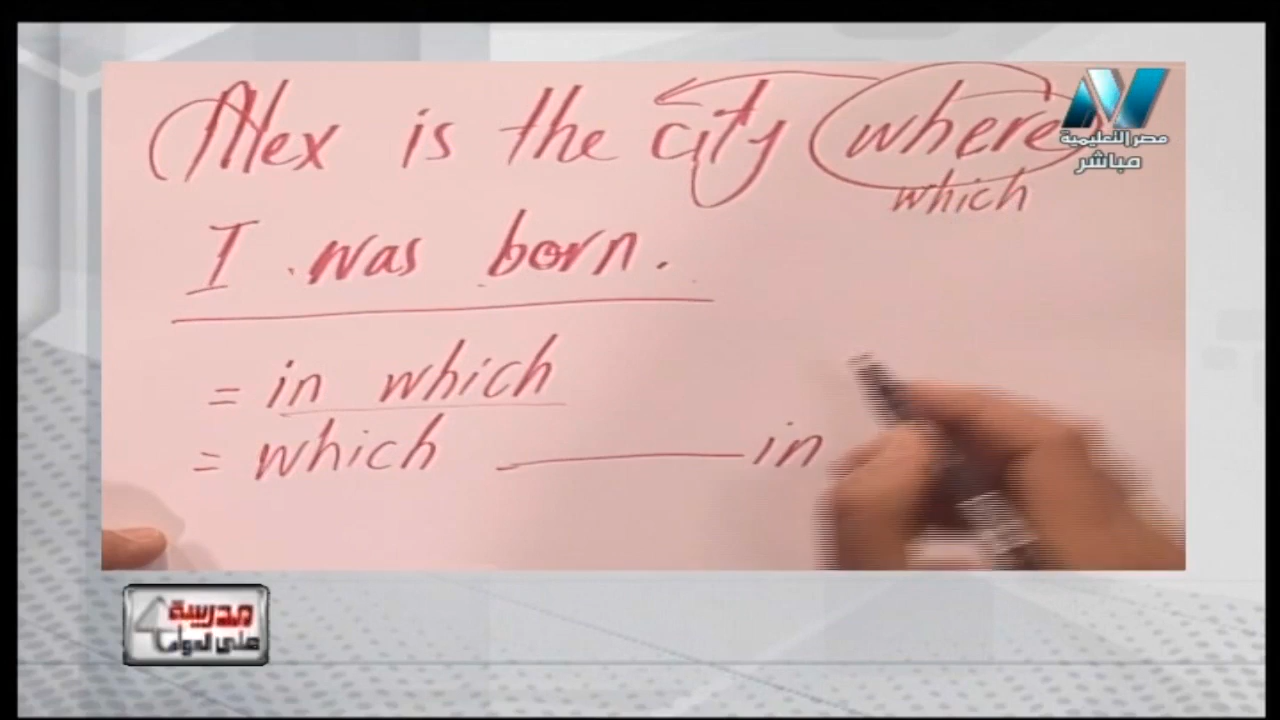 Alex is the city where
which
I was born.
= in which
= which ______ in
مصر التعليمية
مباشر
مدرسة
على الهواء